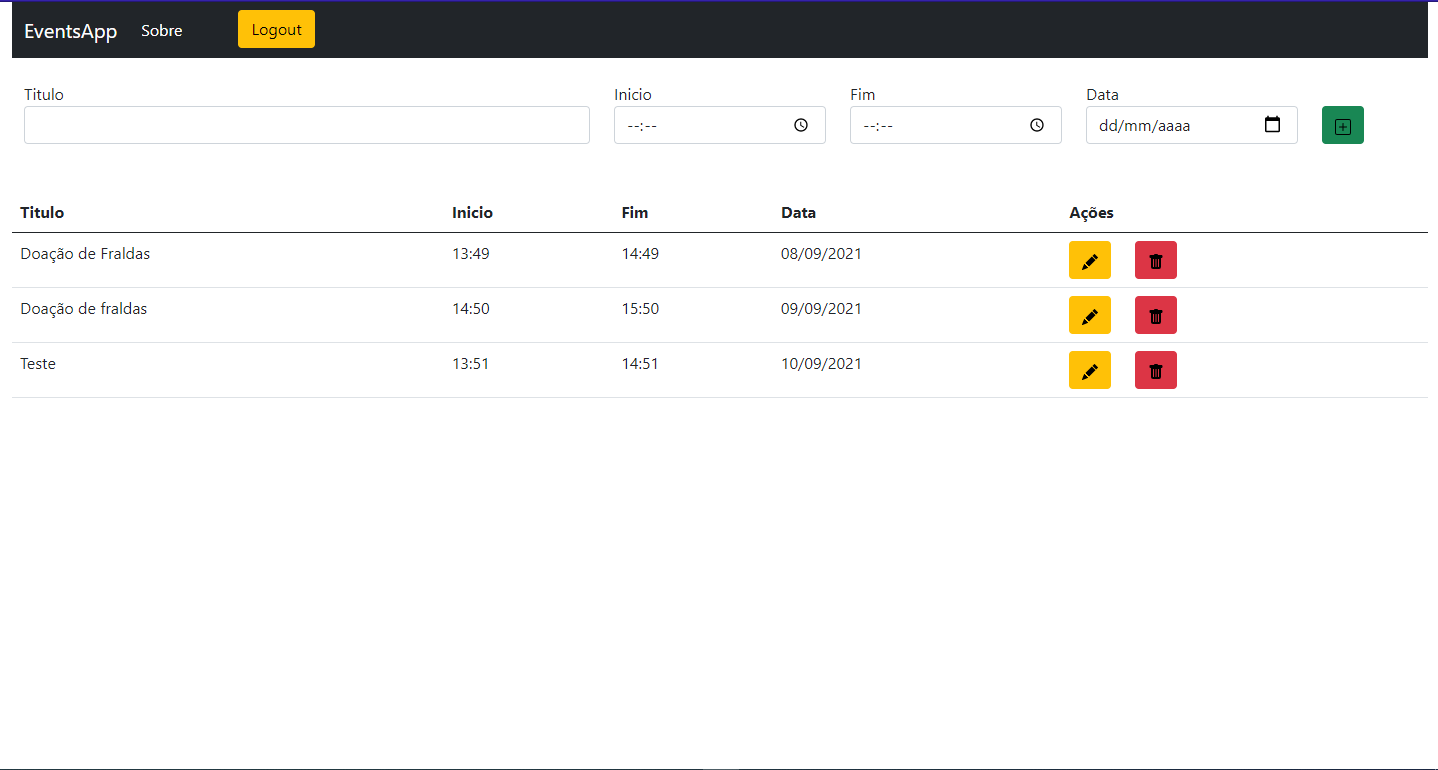 EventsApp Sobre Logout
Titulo Inicio Fim Data
--:-- --:-- dd/mm/aaaa
Titulo Inicio Fim Data Ações
Doação de Fraldas 13:49 14:49 08/09/2021
Doação de fraldas 14:50 15:50 09/09/2021
Teste 13:51 14:51 10/09/2021